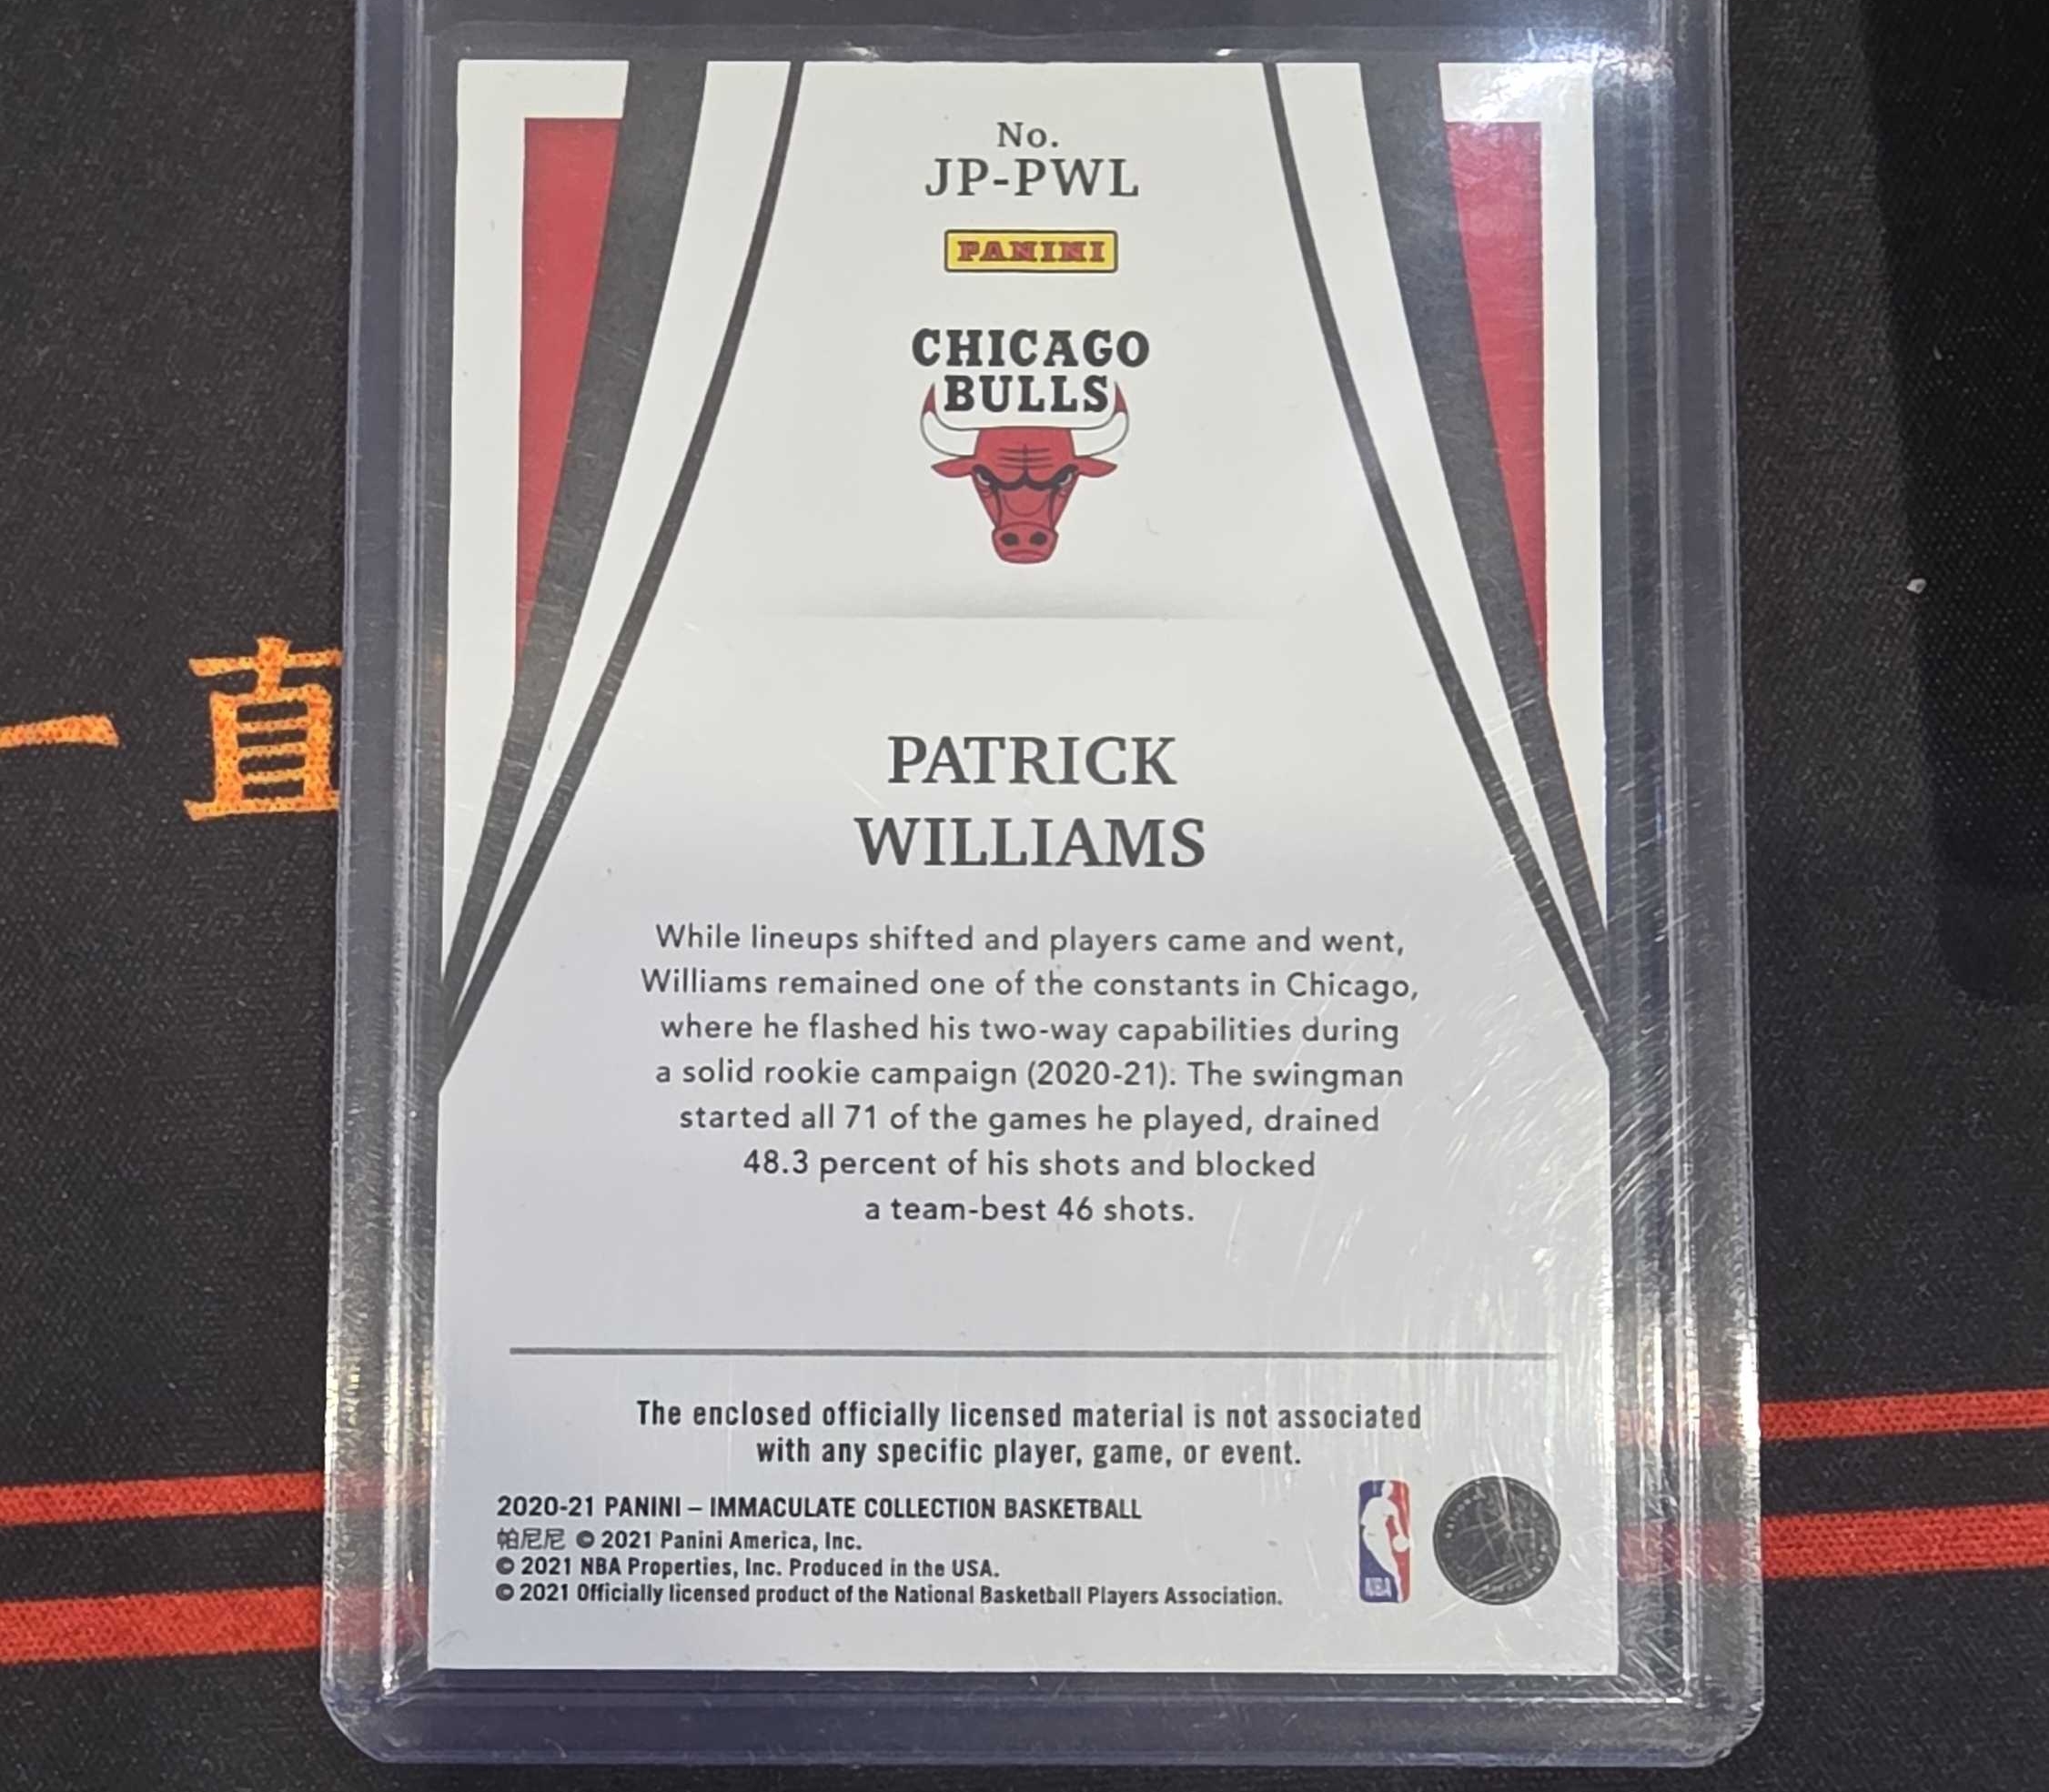 No.
JP-PWL
PANINI
CHICAGO
BULLS
一直
PATRICK
WILLIAMS
While lineups shifted and players came and went,
Williams remained one of the constants in Chicago,
where he flashed his two-way capabilities during
a solid rookie campaign (2020-21). The swingman
started all 71 of the games he played, drained
48.3 percent of his shots and blocked
a team-best 46 shots.
The enclosed officially licensed material is not associated
with any specific player, game, or event.
2020-21 PANINI – IMMACULATE COLLECTION BASKETBALL
帕尼尼 © 2021 Panini America, Inc.
© 2021 NBA Properties, Inc. Produced in the USA.
© 2021 Officially licensed product of the National Basketball Players Association.
NBA